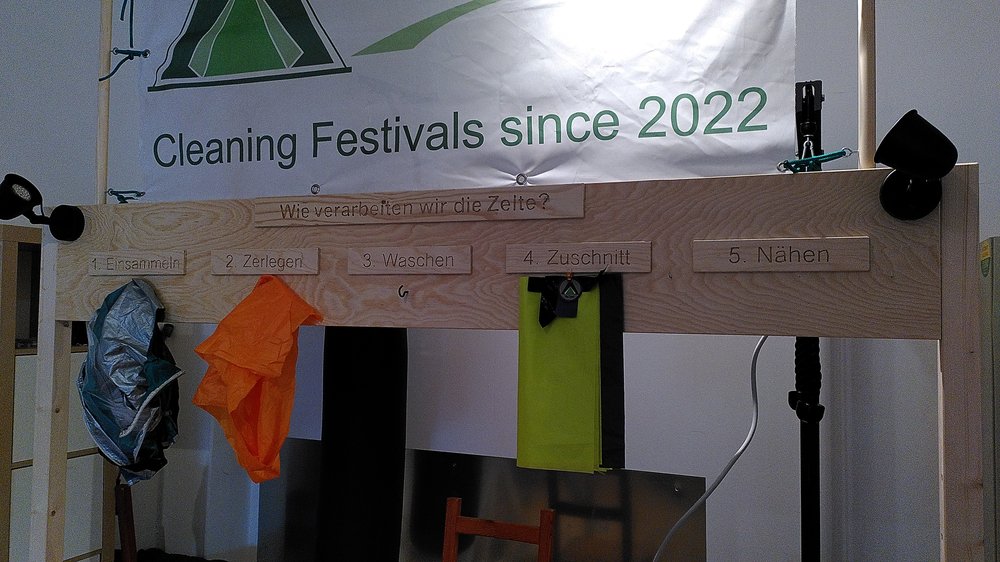 Cleaning Festivals since 2022
Wie verarbeiten wir die Zelte?
1. Einsammeln
2. Zerlegen
3. Waschen
4. Zuschnitt
5. Nähen